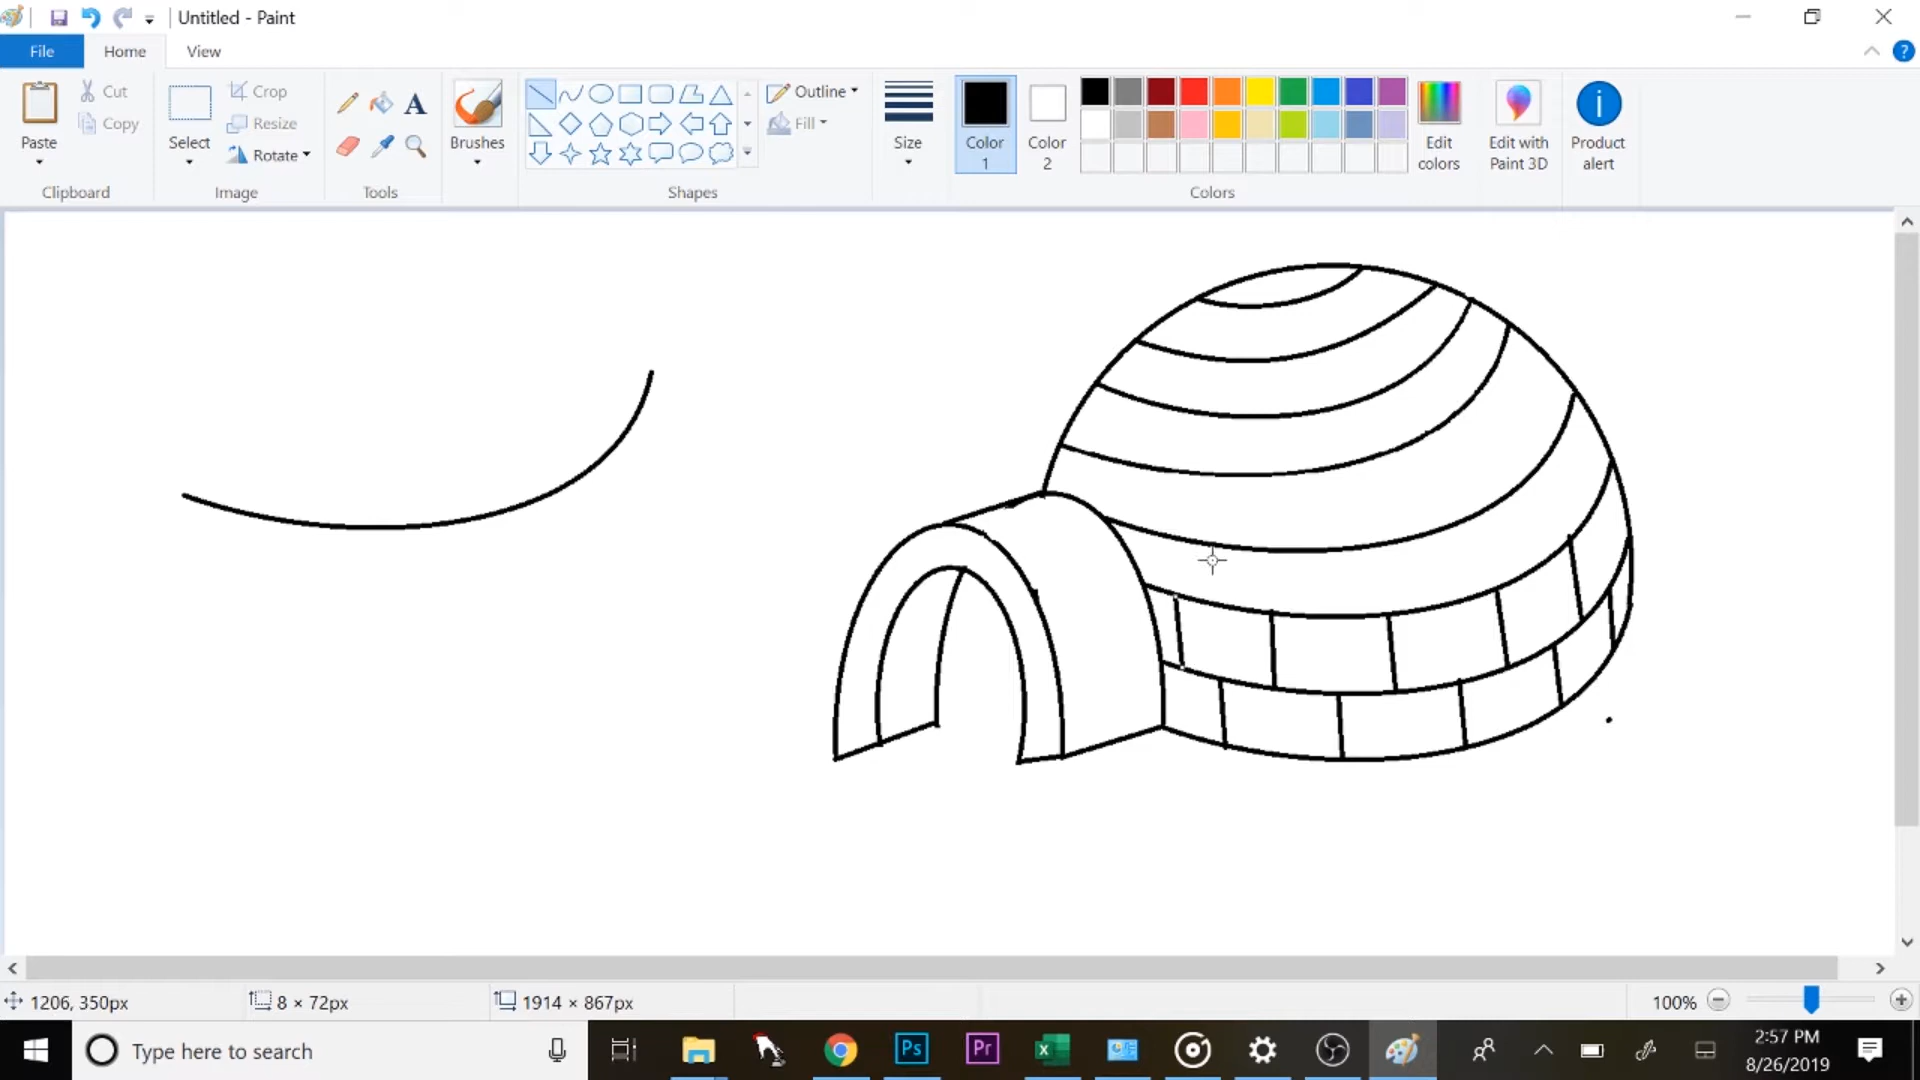 Untitled - Paint
File
Home
View
Paste
Cut
Copy
Clipboard
Select
Crop
Resize
Rotate
Image
A
Tools
Brushes
Outline
Fill
Shapes
Size
Color
1
Color
2
Edit
colors
Colors
Edit with
Paint 3D
Product
alert
?
i
1206, 350px
8 × 72px
1914 × 867px
100%
Type here to search
Ps
Pr
X
2:57 PM
8/26/2019